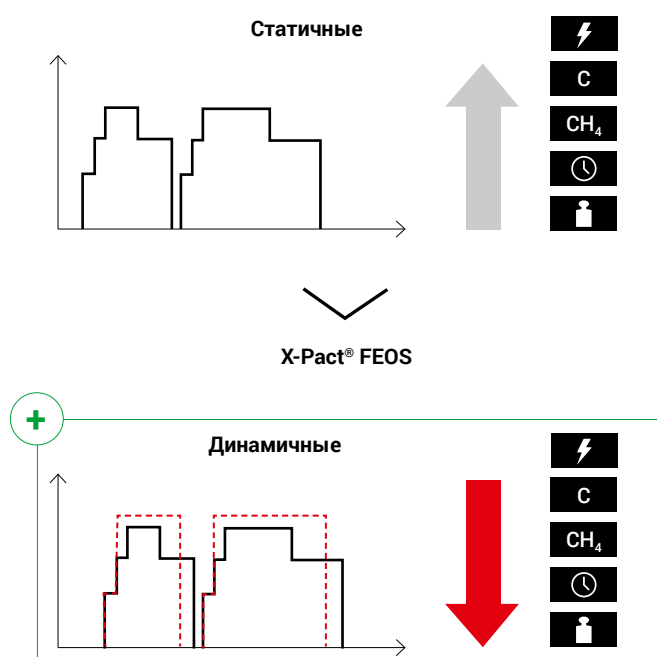 Статичные
C
CH₄
X-Pact® FEOS
Динамичные
C
CH₄